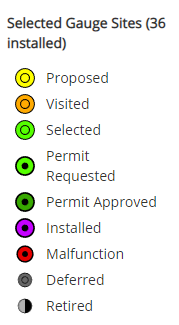 Selected Gauge Sites (36
installed)
Proposed
Visited
Selected
Permit
Requested
Permit Approved
Installed
Malfunction
Deferred
Retired